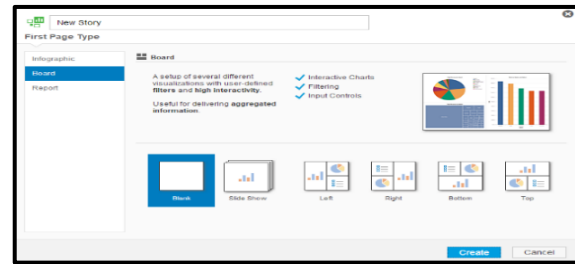 New Story
First Page Type
Infographic
Board
Report
Board
A setup of several different
visualizations with user-defined
filters and high interactivity.
Useful for delivering aggregated
information.
Interactive Charts
Filtering
Input Controls
Blank
Slide Show
Left
Right
Bottom
Top
Create
Cancel